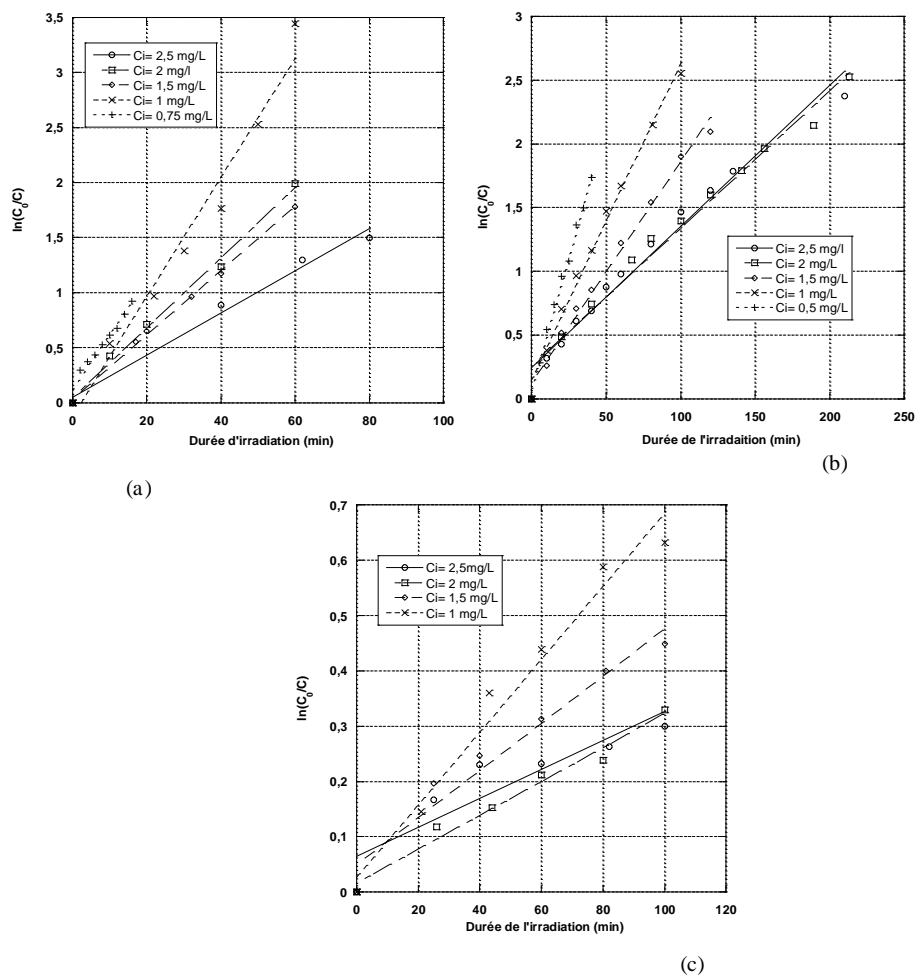 3,5
3
2,5
2
1,5
1
0,5
0
ln(C₀/C)
Ci= 2,5 mg/L
Ci= 2 mg/l
Ci= 1,5 mg/L
Ci= 1 mg/L
Ci= 0,75 mg/L
0 20 40 60 80
Durée d'irradiation (min)
(a)
3
2,5
2
1,5
1
0,5
0
ln(C₀/C)
Ci= 2,5 mg/l
Ci= 2 mg/L
Ci= 1,5 mg/L
Ci= 1 mg/L
Ci= 0,5 mg/L
0 50 100 150 200 250
Durée de l'irradaition (min)
(b)
0,7
0,6
0,5
0,4
0,3
0,2
0,1
0
ln(C₀/C)
Ci= 2,5mg/L
Ci= 2 mg/L
Ci= 1,5 mg/L
Ci= 1 mg/L
0 20 40 60 80 100 120
Durée de l'irradiation (min)
(c)